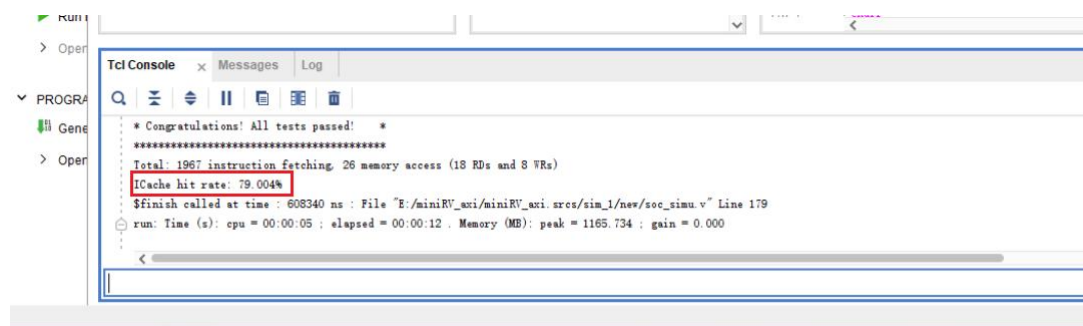 Run
Open
Tcl Console × Messages Log
PROGRA
Gene
Open
* Congratulations! All tests passed! *
*****************************************
Total: 1967 instruction fetching, 26 memory access (18 RDs and 8 WRs)
ICache hit rate: 79.004%
$finish called at time : 608340 ns : File "E:/miniRV_axi/miniRV_axi.srcs/sim_1/new/soc_simu.v" Line 179
run: Time (s): cpu = 00:00:05 ; elapsed = 00:00:12 . Memory (MB): peak = 1165.734 ; gain = 0.000